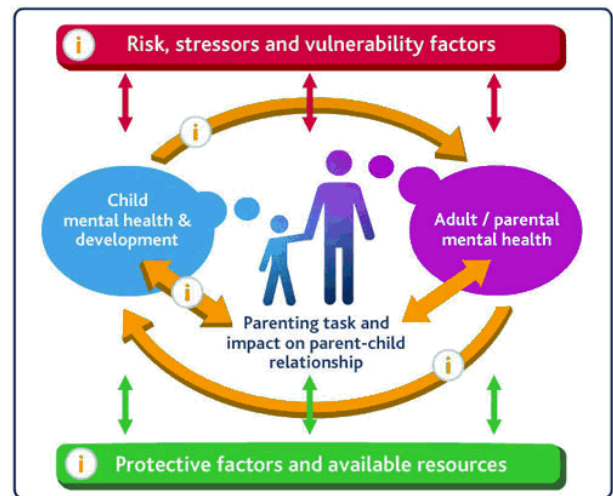 i Risk, stressors and vulnerability factors
i
Child
mental health &
development
Adult / parental
mental health
i
Parenting task and
impact on parent-child
relationship
i
i Protective factors and available resources